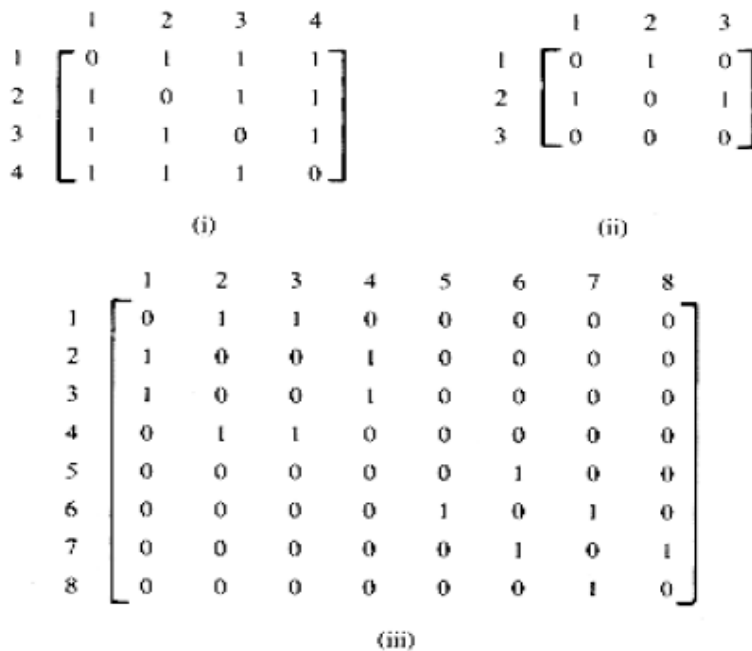 1 2 3 4
1 0 1 1 1
2 1 0 1 1
3 1 1 0 1
4 1 1 1 0
(i)
1 2 3
1 0 1 0
2 1 0 1
3 0 0 0
(ii)
1 2 3 4 5 6 7 8
1 0 1 1 0 0 0 0 0
2 1 0 0 1 0 0 0 0
3 1 0 0 1 0 0 0 0
4 0 1 1 0 0 0 0 0
5 0 0 0 0 0 1 0 0
6 0 0 0 0 1 0 1 0
7 0 0 0 0 0 1 0 1
8 0 0 0 0 0 0 1 0
(iii)